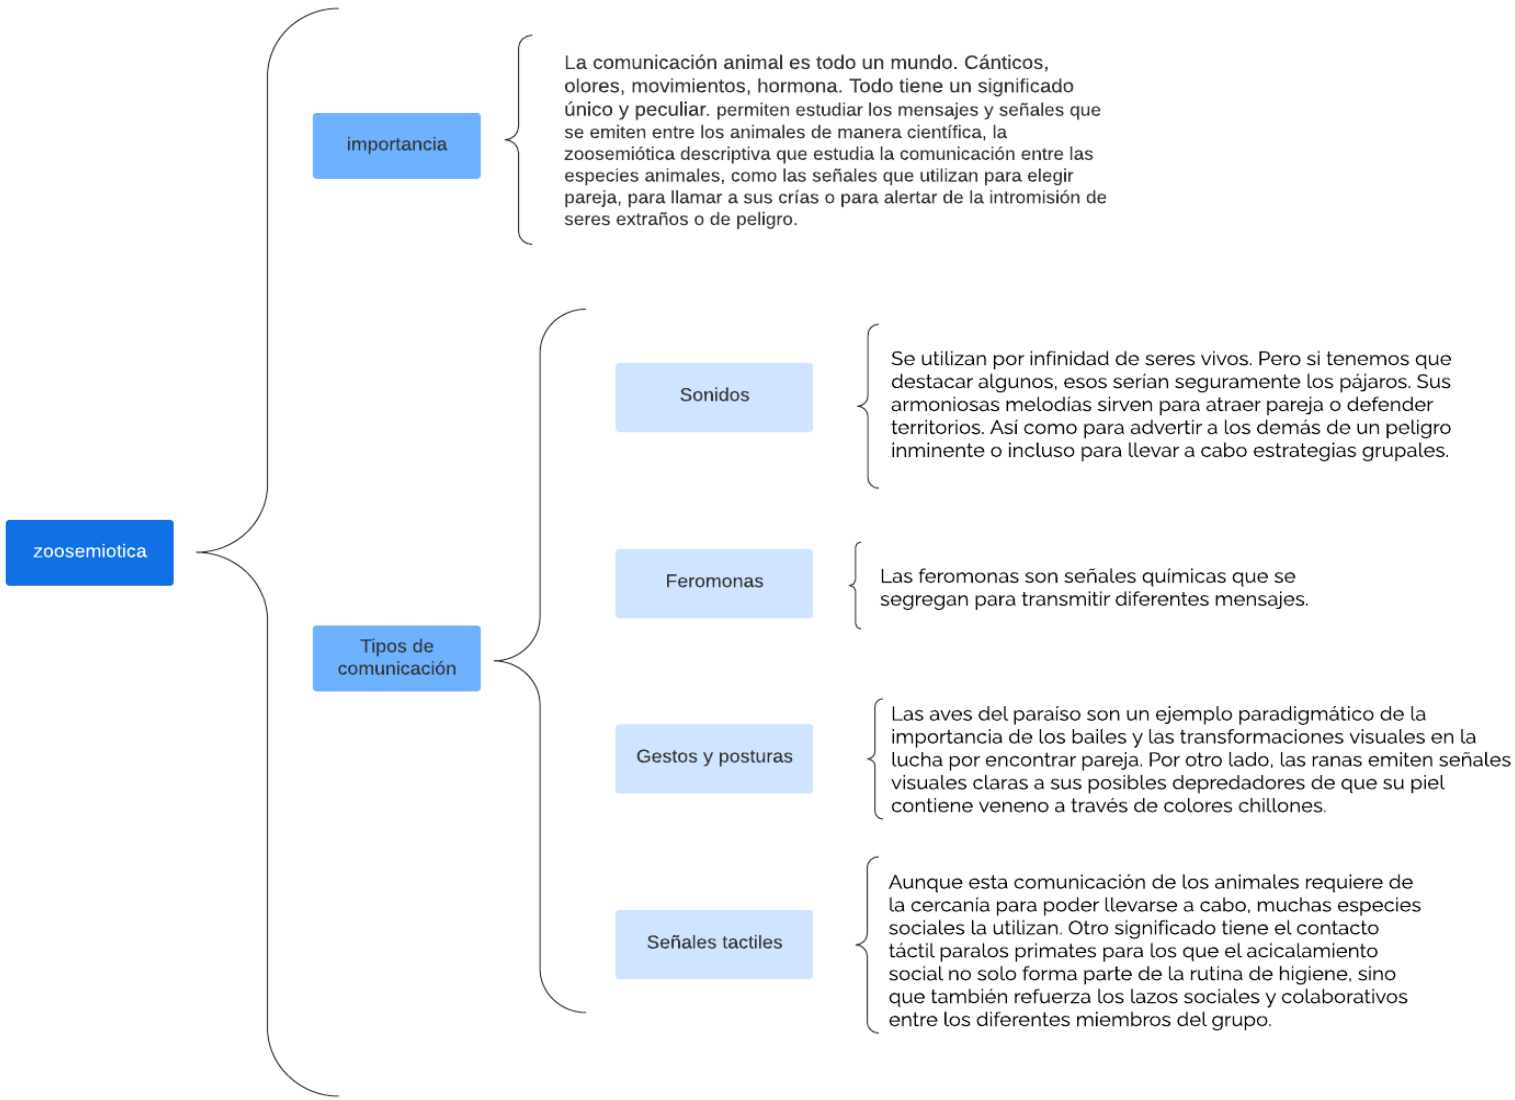 zoosemiotica
importancia
La comunicación animal es todo un mundo. Cánticos,
olores, movimientos, hormona. Todo tiene un significado
único y peculiar. permiten estudiar los mensajes y señales que
se emiten entre los animales de manera científica, la
zoosemiótica descriptiva que estudia la comunicación entre las
especies animales, como las señales que utilizan para elegir
pareja, para llamar a sus crías o para alertar de la intromisión de
seres extraños o de peligro.
Tipos de
comunicación
Sonidos
Se utilizan por infinidad de seres vivos. Pero si tenemos que
destacar algunos, esos serían seguramente los pájaros. Sus
armoniosas melodías sirven para atraer pareja o defender
territorios. Así como para advertir a los demás de un peligro
inminente o incluso para llevar a cabo estrategias grupales.
Feromonas
Las feromonas son señales químicas que se
segregan para transmitir diferentes mensajes.
Gestos y posturas
Las aves del paraíso son un ejemplo paradigmático de la
importancia de los bailes y las transformaciones visuales en la
lucha por encontrar pareja. Por otro lado, las ranas emiten señales
visuales claras a sus posibles depredadores de que su piel
contiene veneno a través de colores chillones.
Señales tactiles
Aunque esta comunicación de los animales requiere de
la cercanía para poder llevarse a cabo, muchas especies
sociales la utilizan. Otro significado tiene el contacto
táctil paralos primates para los que el acicalamiento
social no solo forma parte de la rutina de higiene, sino
que también refuerza los lazos sociales y colaborativos
entre los diferentes miembros del grupo.